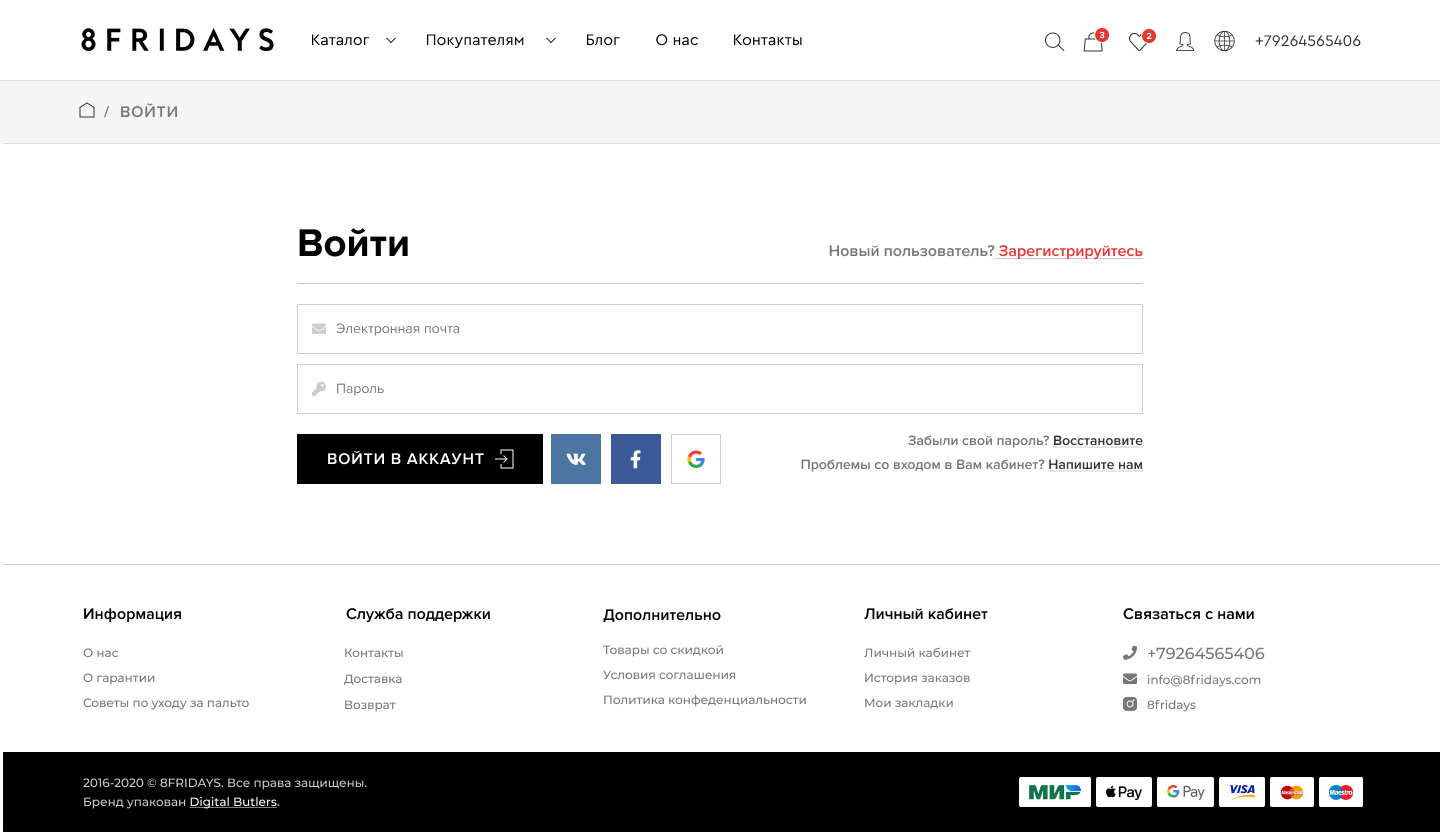 8FRIDAYS Каталог Покупателям Блог О нас Контакты 3 2 +79264565406
/ ВОЙТИ
Войти
Новый пользователь? Зарегистрируйтесь
Электронная почта
Пароль
ВОЙТИ В АККАУНТ
Забыли свой пароль? Восстановите
Проблемы со входом в Вам кабинет? Напишите нам
Информация
О нас
О гарантии
Советы по уходу за пальто
Служба поддержки
Контакты
Доставка
Возврат
Дополнительно
Товары со скидкой
Условия соглашения
Политика конфеденциальности
Личный кабинет
Личный кабинет
История заказов
Мои закладки
Связаться с нами
+79264565406
info@8fridays.com
8fridays
2016-2020 © 8FRIDAYS. Все права защищены.
Бренд упакован Digital Butlers.
МИР Pay G Pay VISA MasterCard Maestro